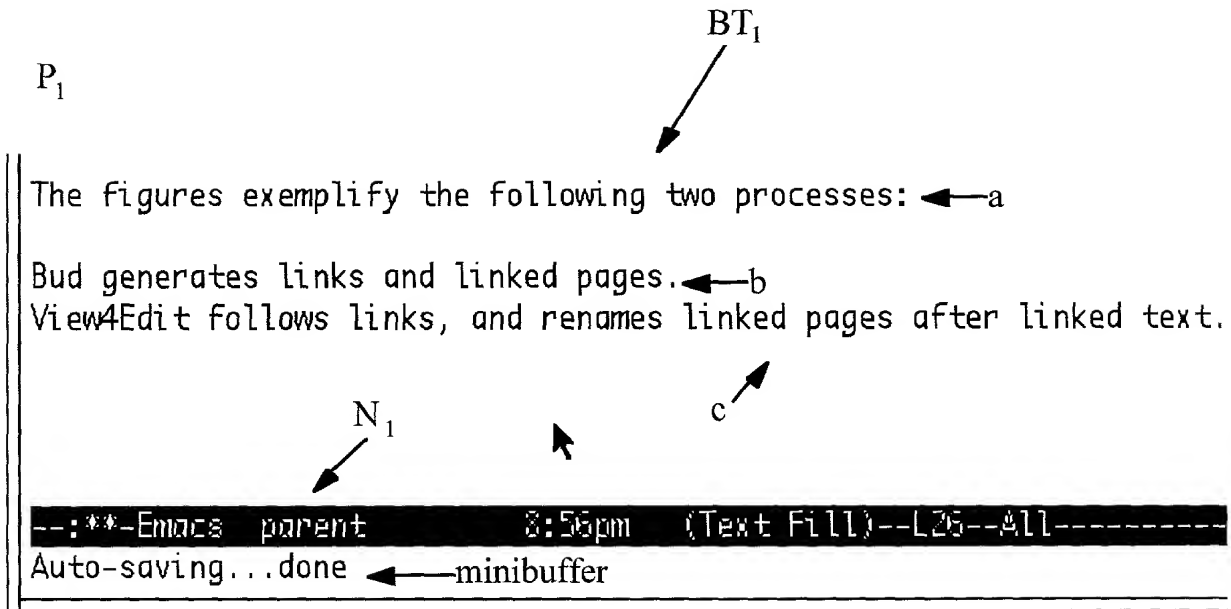 BT1
P1
The figures exemplify the following two processes: a
Bud generates links and linked pages. b
View4Edit follows links, and renames linked pages after linked text.
c
N1
--:**-Emacs parent 8:56pm (Text Fill)--L26--All----------
Auto-saving...done minibuffer